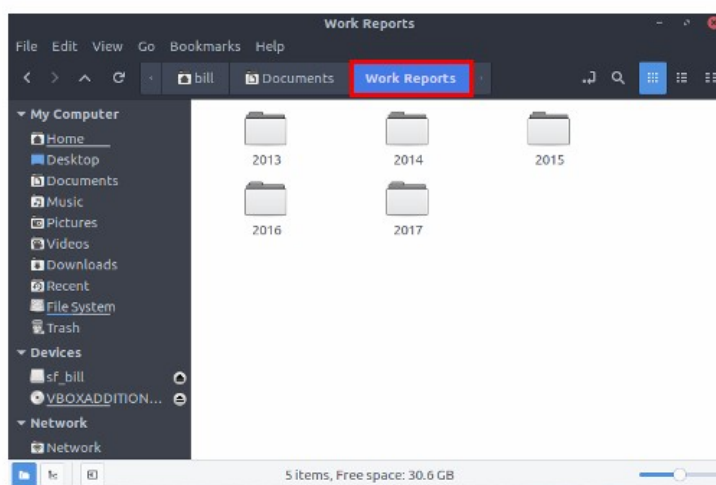 Work Reports
File Edit View Go Bookmarks Help
bill Documents Work Reports
My Computer
Home
Desktop
Documents
Music
Pictures
Videos
Downloads
Recent
File System
Trash
Devices
sf_bill
VBOXADDITION...
Network
Network
2013 2014 2015
2016 2017
5 items, Free space: 30.6 GB